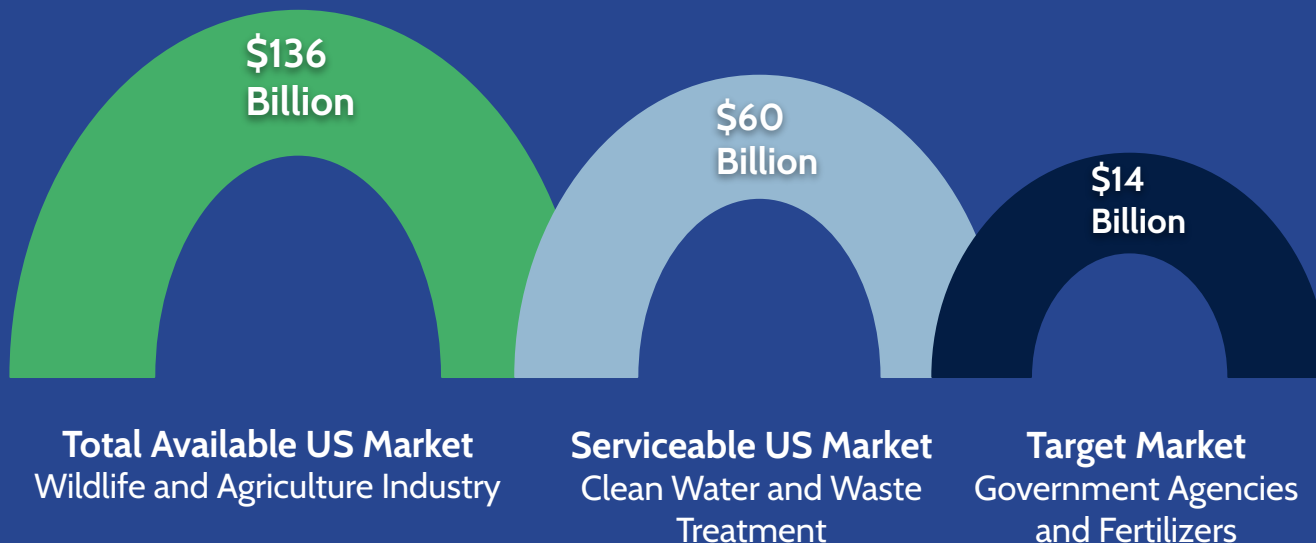 $136
Billion
$60
Billion
$14
Billion
Total Available US Market
Wildlife and Agriculture Industry
Serviceable US Market
Clean Water and Waste
Treatment
Target Market
Government Agencies
and Fertilizers